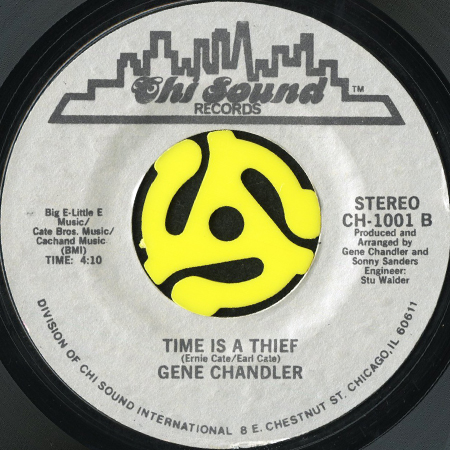 Chi Sound TM
RECORDS
Big E-Little E
Music/
Cate Bros. Music/
Cachand Music
(BMI)
TIME: 4:10
STEREO
CH-1001 B
Produced and
Arranged by
Gene Chandler and
Sonny Sanders
Engineer:
Stu Walder
TIME IS A THIEF
(Ernie Cate/Earl Cate)
GENE CHANDLER
DIVISION OF CHI SOUND INTERNATIONAL 8 E. CHESTNUT ST. CHICAGO, IL 60611